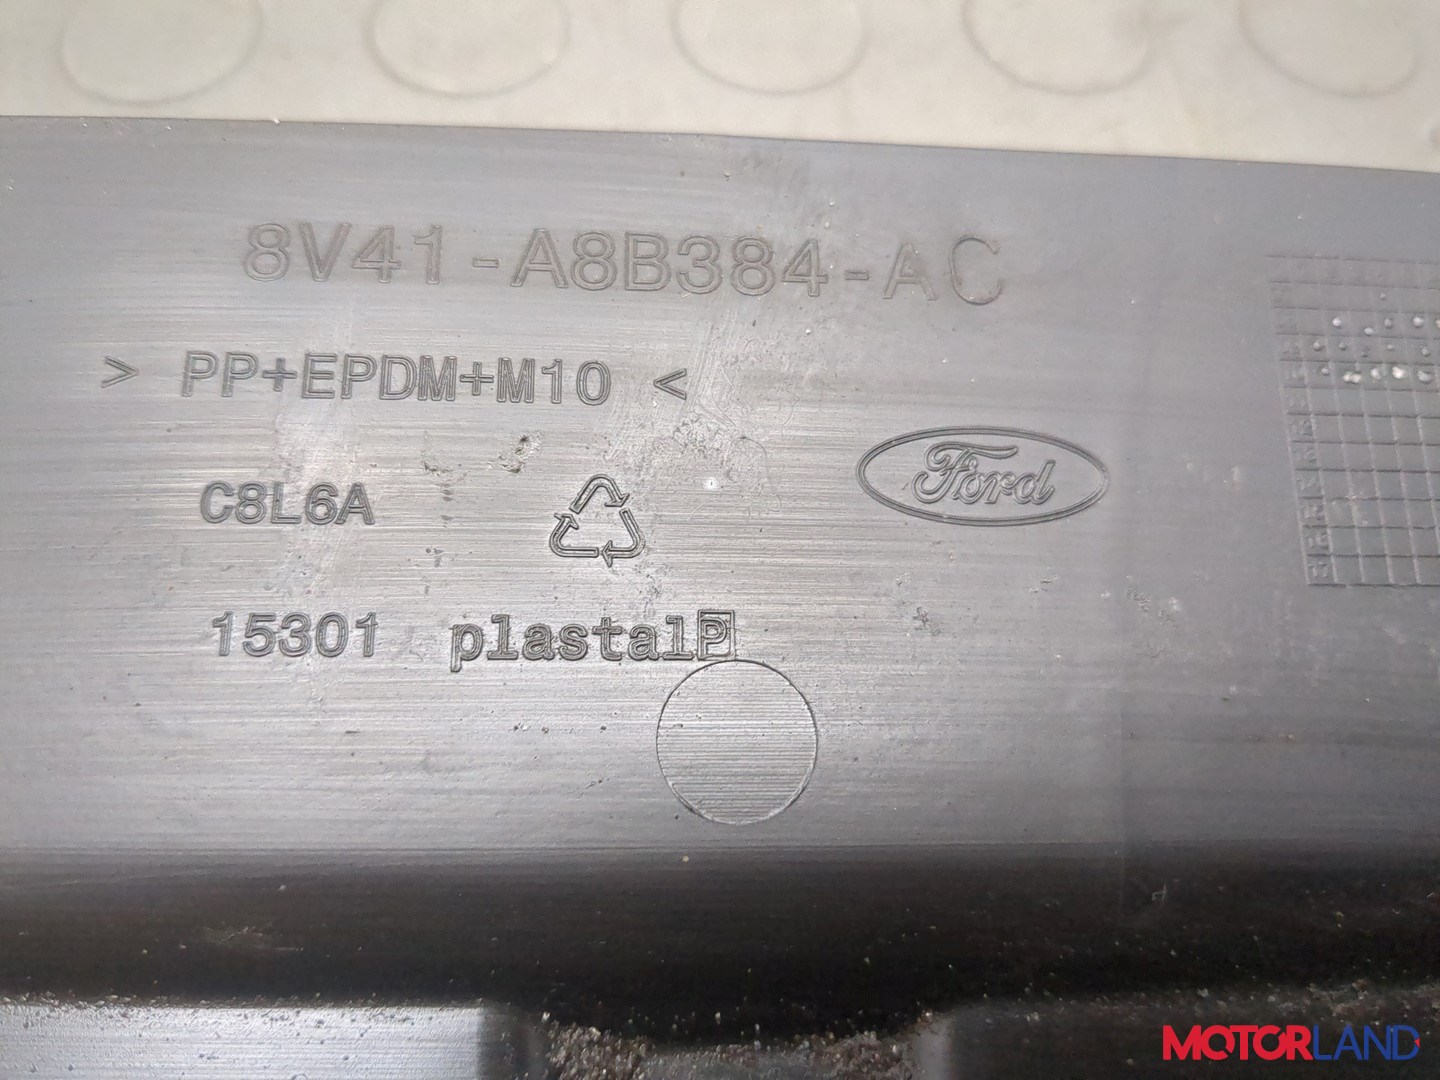 8V41-A8B384-AC
> PP+EPDM+M10 <
Ford
C8L6A
15301 plastal P
MOTORLAND